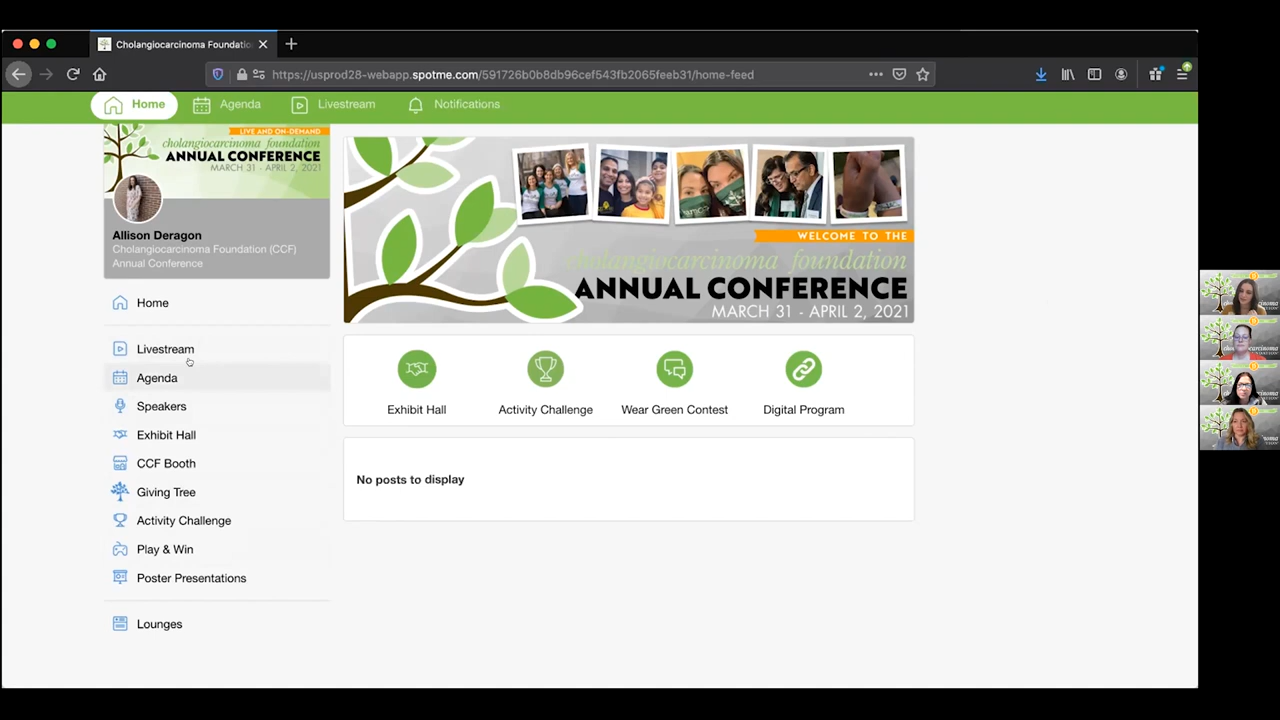 Cholangiocarcinoma Foundatio
https://usprod28-webapp.spotme.com/591726b0b8db96cef543fb2065feeb31/home-feed
Home
Agenda
Livestream
Notifications
LIVE AND ON-DEMAND
cholangiocarcinoma foundation
ANNUAL CONFERENCE
MARCH 31 - APRIL 2, 2021
Allison Deragon
Cholangiocarcinoma Foundation (CCF)
Annual Conference
Home
Livestream
Agenda
Speakers
Exhibit Hall
CCF Booth
Giving Tree
Activity Challenge
Play & Win
Poster Presentations
Lounges
WELCOME TO THE
cholangiocarcinoma foundation
ANNUAL CONFERENCE
MARCH 31 - APRIL 2, 2021
Exhibit Hall
Activity Challenge
Wear Green Contest
Digital Program
No posts to display